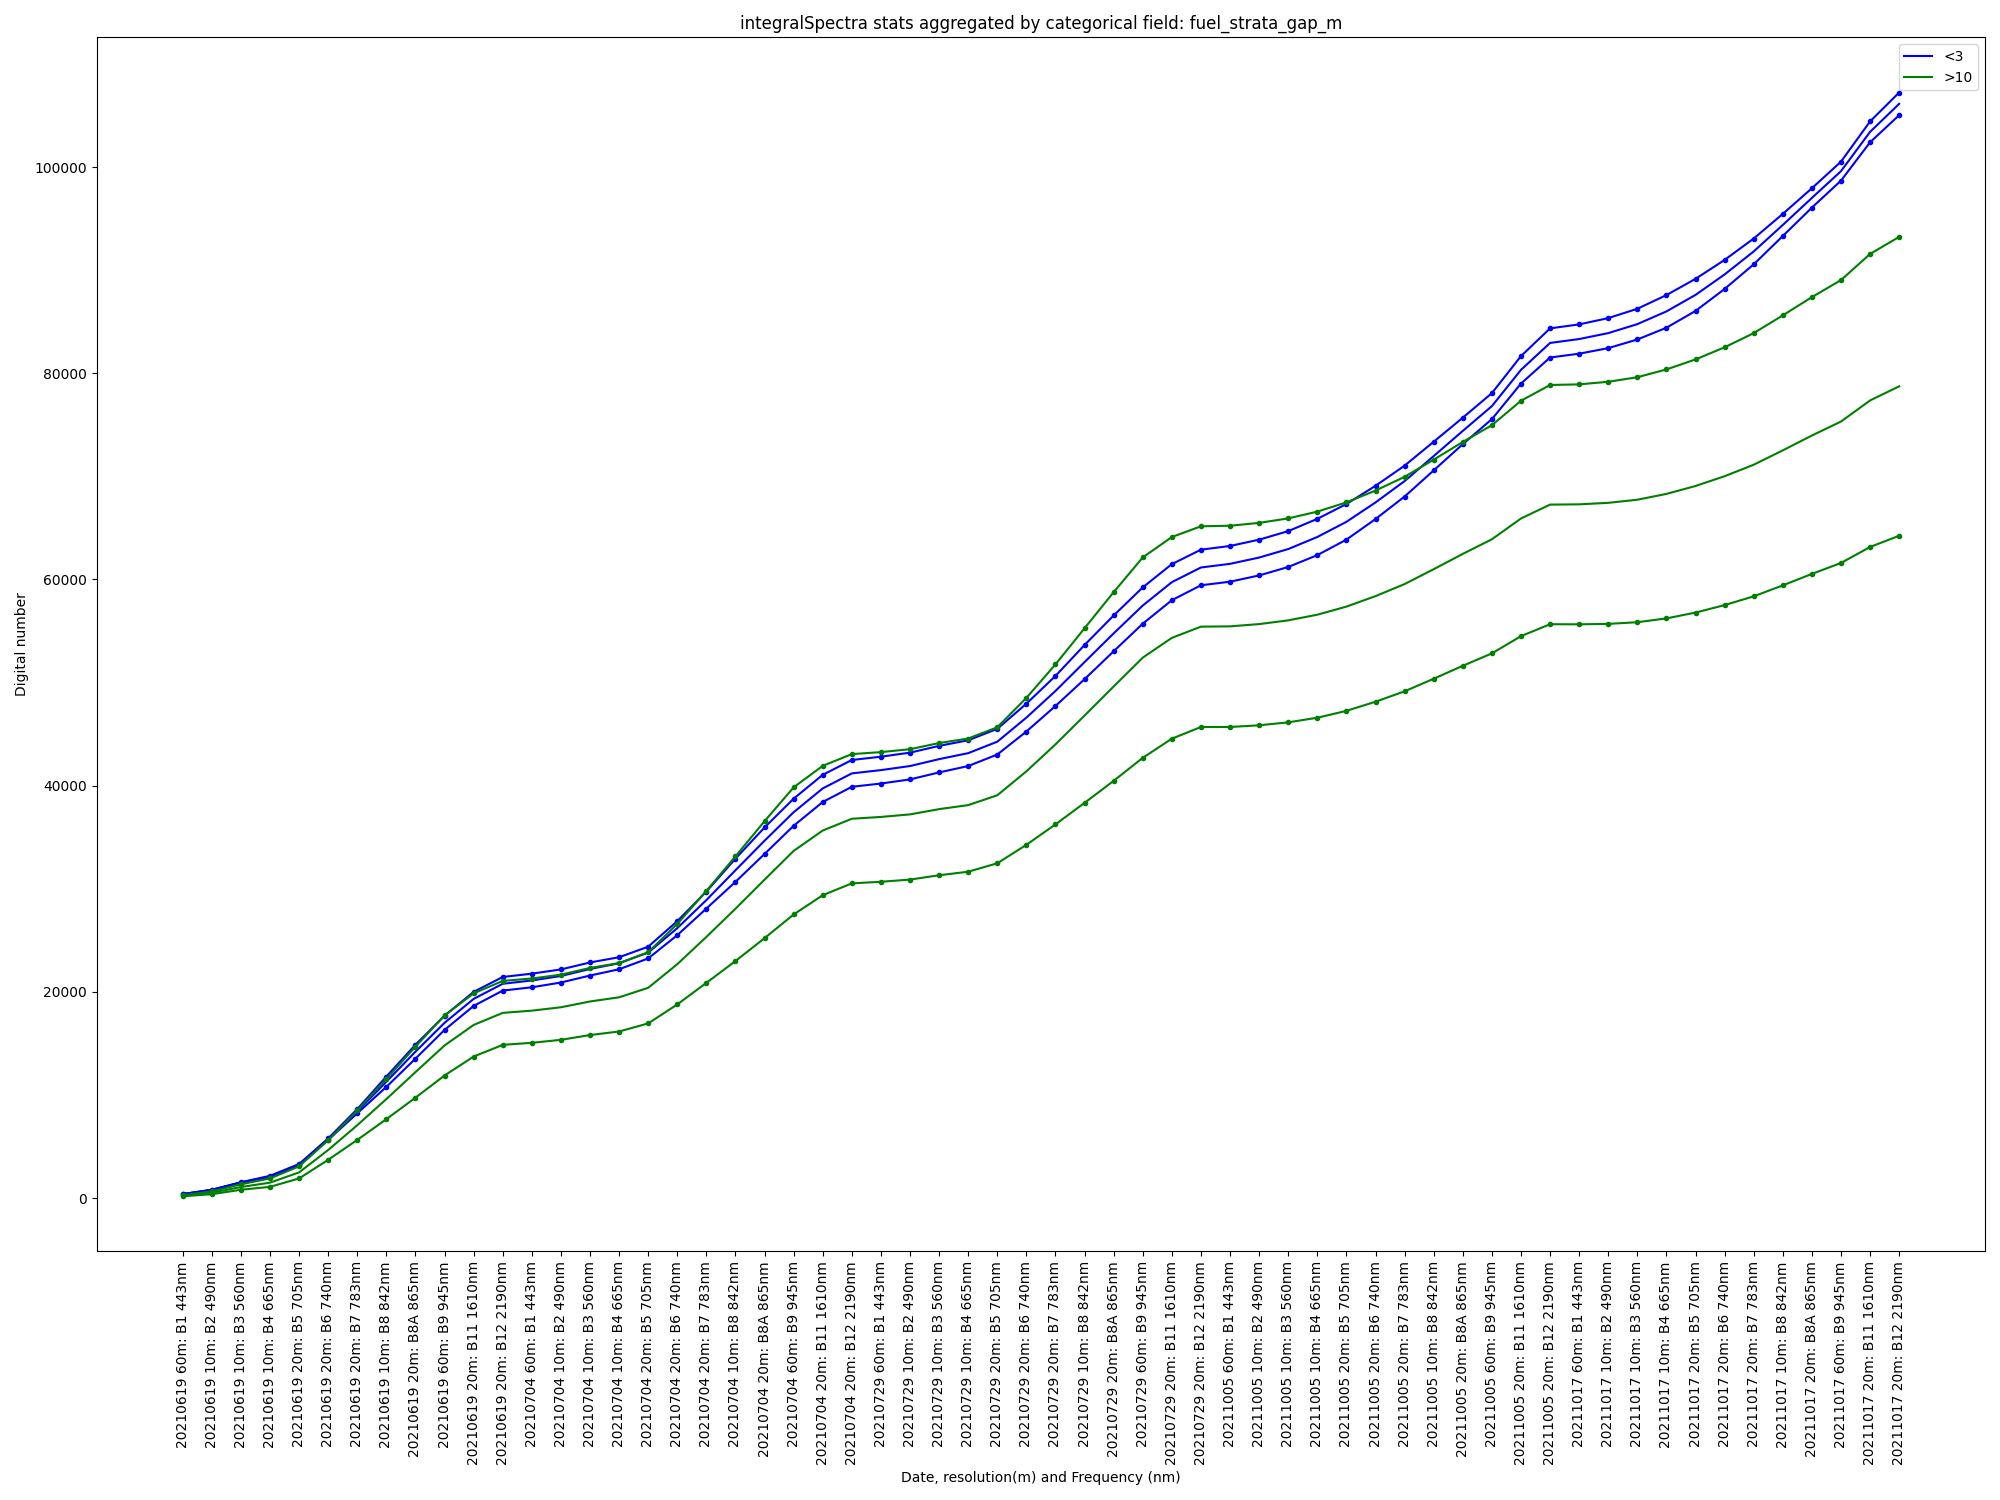 integralSpectra stats aggregated by categorical field: fuel_strata_gap_m
<3
>10
Digital number
100000
80000
60000
40000
20000
0
20210619 60m: B1 443nm
20210619 10m: B2 490nm
20210619 10m: B3 560nm
20210619 10m: B4 665nm
20210619 20m: B5 705nm
20210619 20m: B6 740nm
20210619 20m: B7 783nm
20210619 10m: B8 842nm
20210619 20m: B8A 865nm
20210619 60m: B9 945nm
20210619 20m: B11 1610nm
20210619 20m: B12 2190nm
20210704 60m: B1 443nm
20210704 10m: B2 490nm
20210704 10m: B3 560nm
20210704 10m: B4 665nm
20210704 20m: B5 705nm
20210704 20m: B6 740nm
20210704 20m: B7 783nm
20210704 10m: B8 842nm
20210704 20m: B8A 865nm
20210704 60m: B9 945nm
20210704 20m: B11 1610nm
20210704 20m: B12 2190nm
20210729 60m: B1 443nm
20210729 10m: B2 490nm
20210729 10m: B3 560nm
20210729 10m: B4 665nm
20210729 20m: B5 705nm
20210729 20m: B6 740nm
20210729 20m: B7 783nm
20210729 10m: B8 842nm
20210729 20m: B8A 865nm
20210729 60m: B9 945nm
20210729 20m: B11 1610nm
20210729 20m: B12 2190nm
20211005 60m: B1 443nm
20211005 10m: B2 490nm
20211005 10m: B3 560nm
20211005 10m: B4 665nm
20211005 20m: B5 705nm
20211005 20m: B6 740nm
20211005 20m: B7 783nm
20211005 10m: B8 842nm
20211005 20m: B8A 865nm
20211005 60m: B9 945nm
20211005 20m: B11 1610nm
20211005 20m: B12 2190nm
20211017 60m: B1 443nm
20211017 10m: B2 490nm
20211017 10m: B3 560nm
20211017 10m: B4 665nm
20211017 20m: B5 705nm
20211017 20m: B6 740nm
20211017 20m: B7 783nm
20211017 10m: B8 842nm
20211017 20m: B8A 865nm
20211017 60m: B9 945nm
20211017 20m: B11 1610nm
20211017 20m: B12 2190nm
Date, resolution(m) and Frequency (nm)